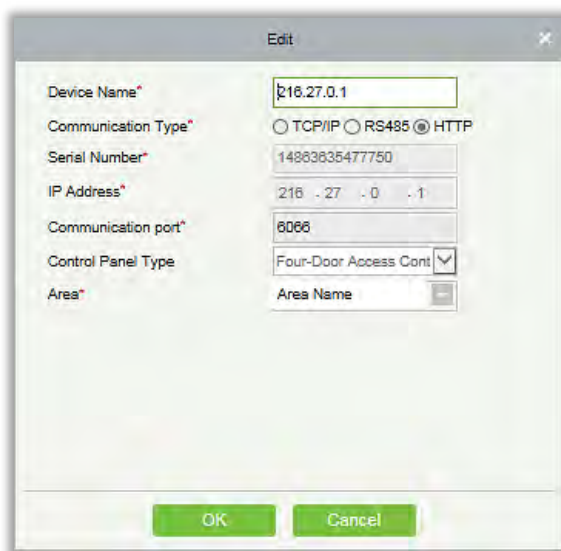 Edit
Device Name*
216.27.0.1
Communication Type*
TCP/IP RS485 HTTP
Serial Number*
14863635477750
IP Address*
216 . 27 . 0 . 1
Communication port*
6066
Control Panel Type
Four-Door Access Cont
Area*
Area Name
OK Cancel